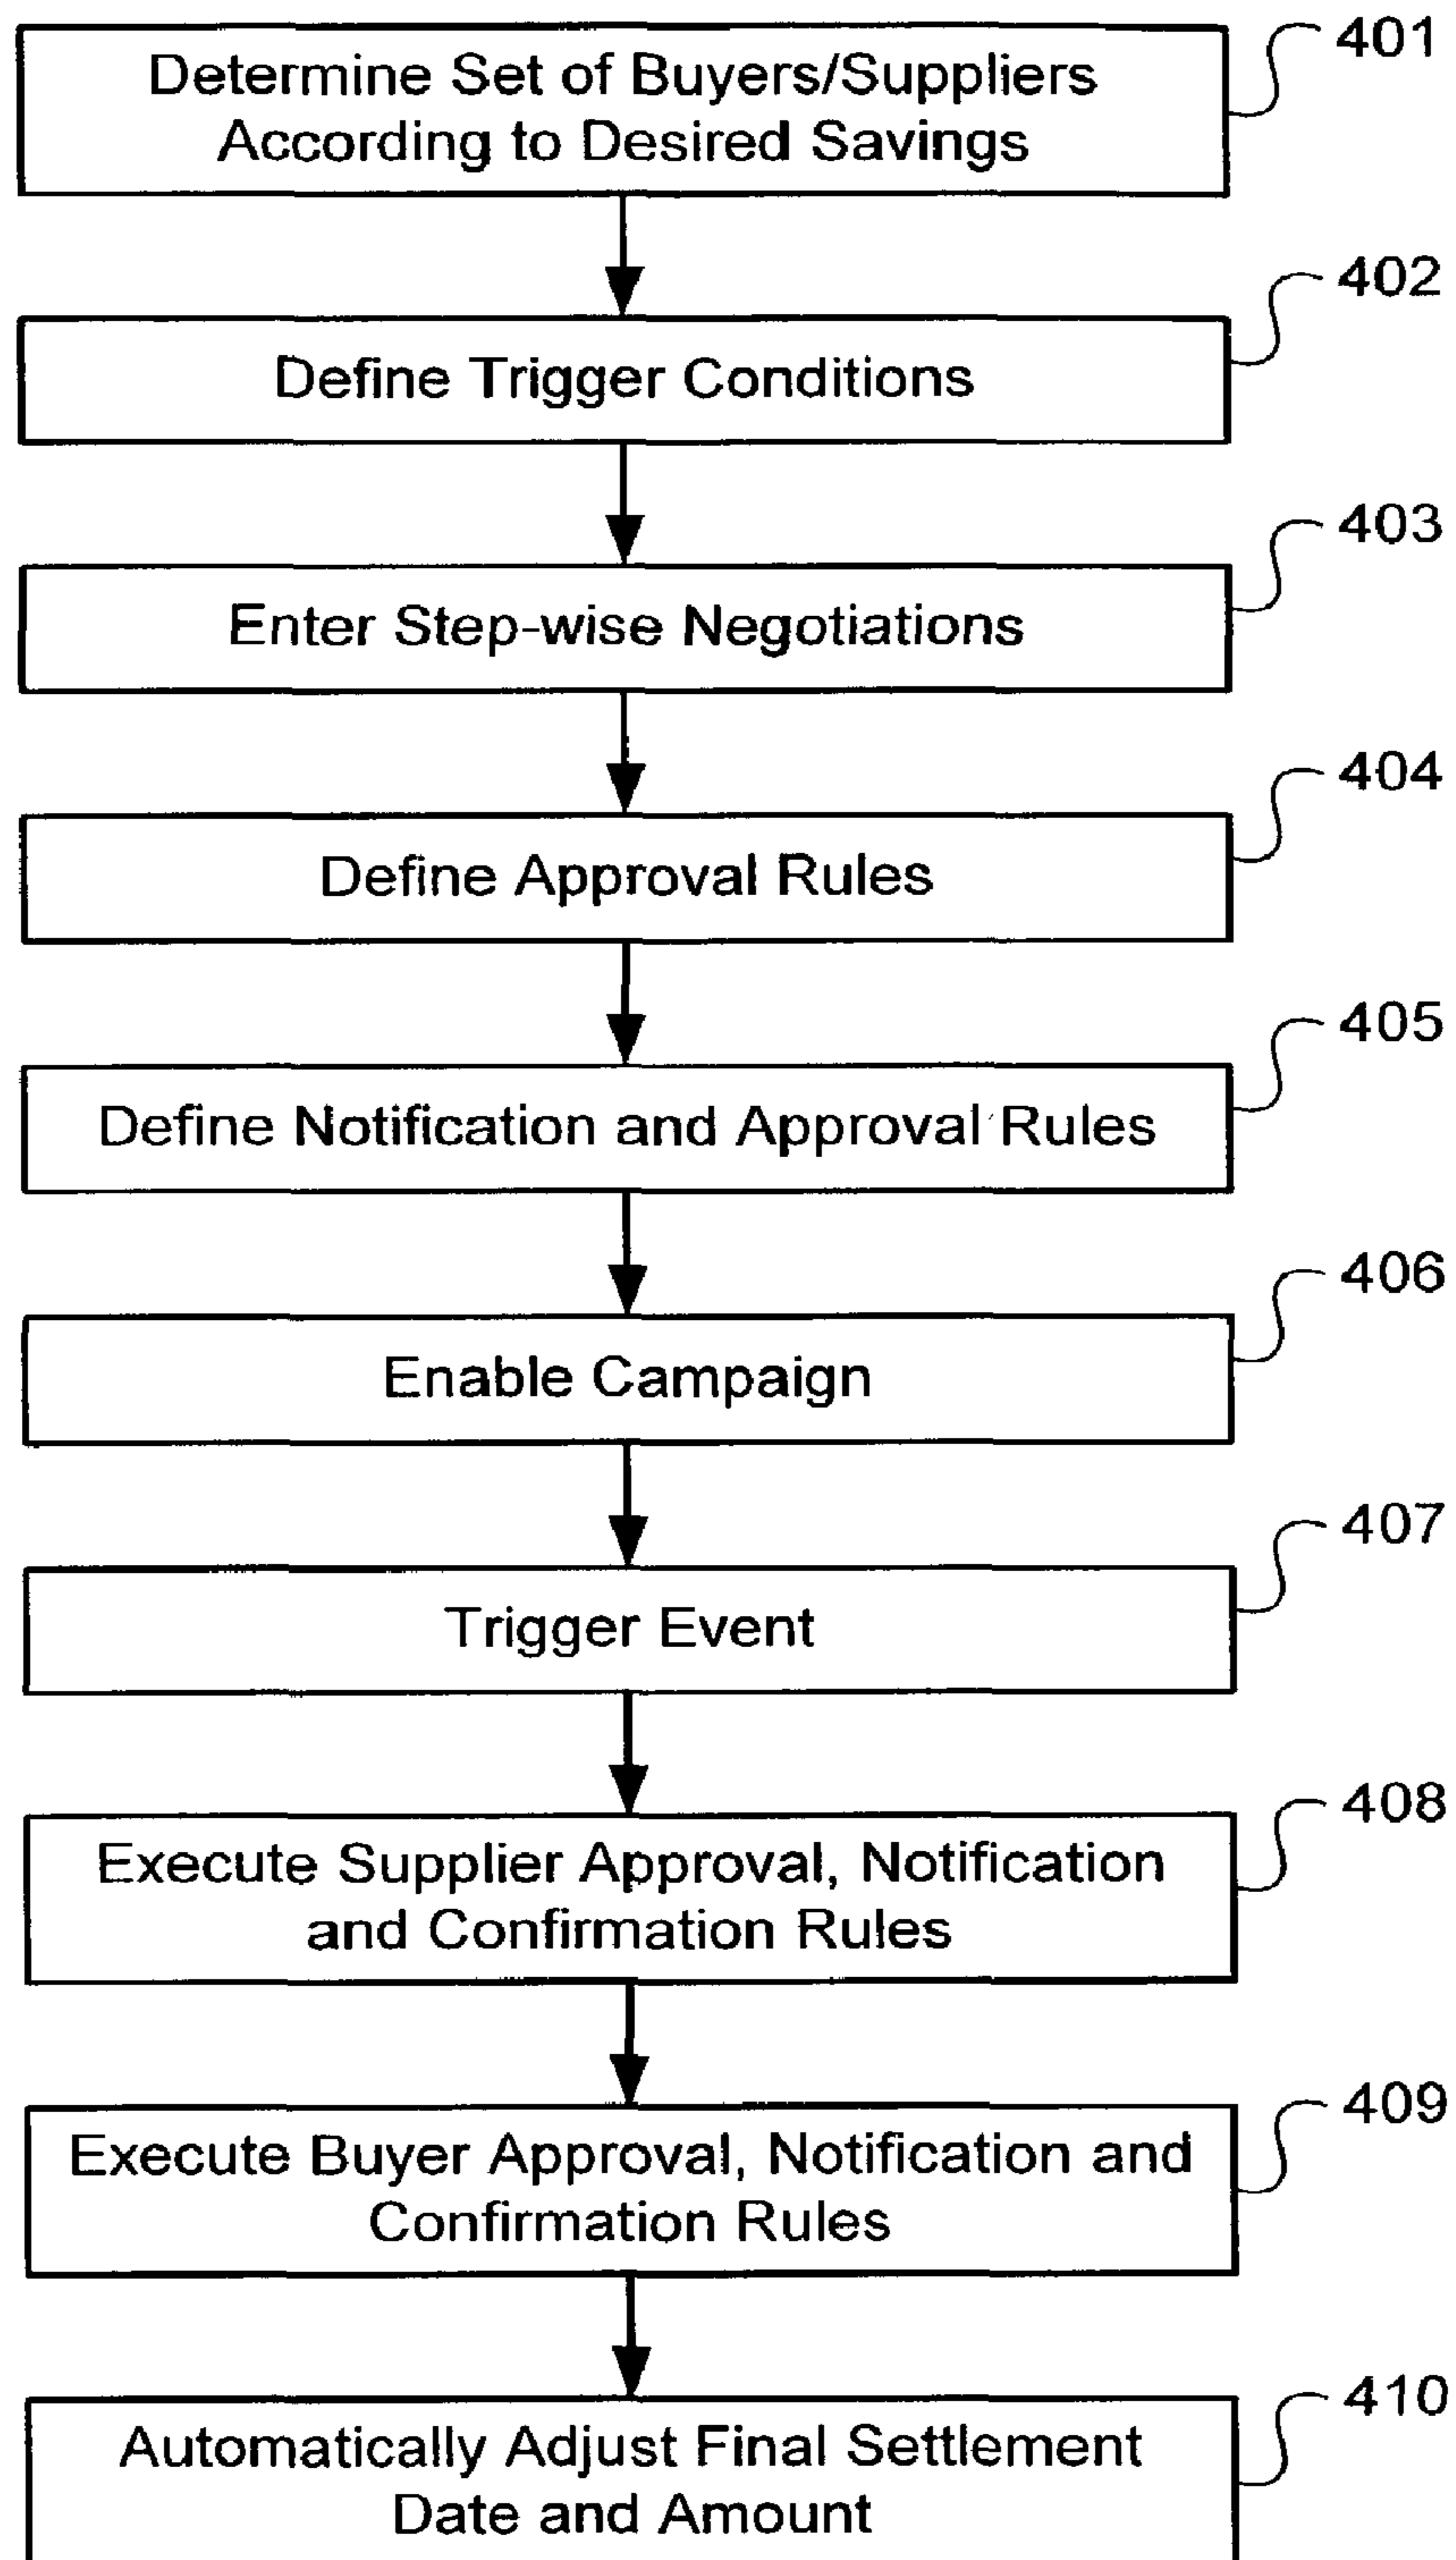 401
Determine Set of Buyers/Suppliers
According to Desired Savings
402
Define Trigger Conditions
403
Enter Step-wise Negotiations
404
Define Approval Rules
405
Define Notification and Approval Rules
406
Enable Campaign
407
Trigger Event
408
Execute Supplier Approval, Notification
and Confirmation Rules
409
Execute Buyer Approval, Notification and
Confirmation Rules
410
Automatically Adjust Final Settlement
Date and Amount